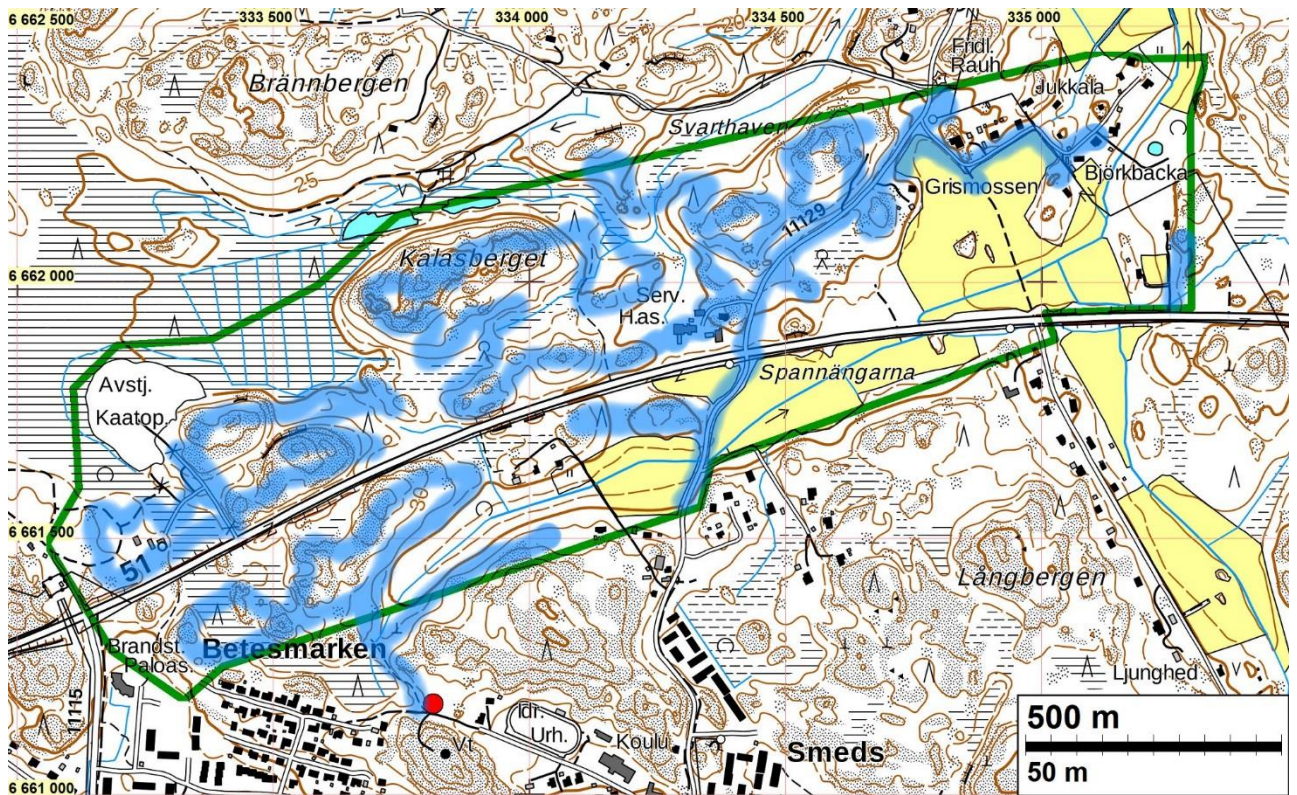 6 662 500
333 500
334 000
334 500
335 000
Fridl.
Rauh.
Brännbergen
Jukkala
Svarthaven
25
Björkbacka
Grismossen
11129
Kalasberget
6 662 000
Serv.
H.as.
Spannängarna
Avstj.
Kaatop.
6 661 500
51
Långbergen
Brandst.
Paloas.
Betesmarken
Ljunghed
1115
Idr.
Urh.
Koulu
Vt
Smeds
500 m
50 m
6 661 000